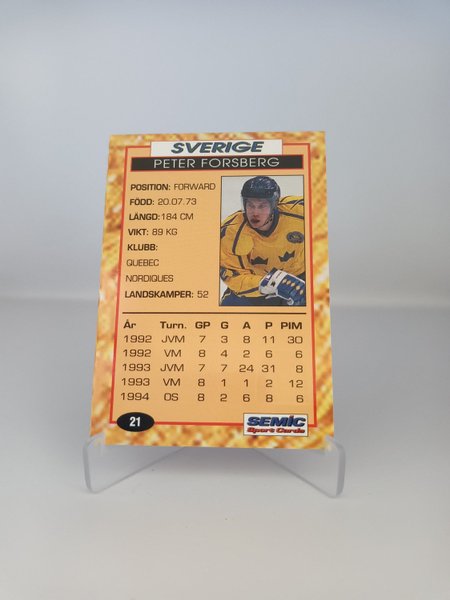 SVERIGE
PETER FORSBERG
POSITION: FORWARD
FÖDD: 20.07.73
LÄNGD: 184 CM
VIKT: 89 KG
KLUBB:
QUEBEC
NORDIQUES
LANDSKAMPER: 52
År Turn. GP G A P PIM
1992 JVM 7 3 8 11 30
1992 VM 8 4 2 6 6
1993 JVM 7 7 24 31 8
1993 VM 8 1 1 2 12
1994 OS 8 2 6 8 6
21
SEMIC
Sport Cards